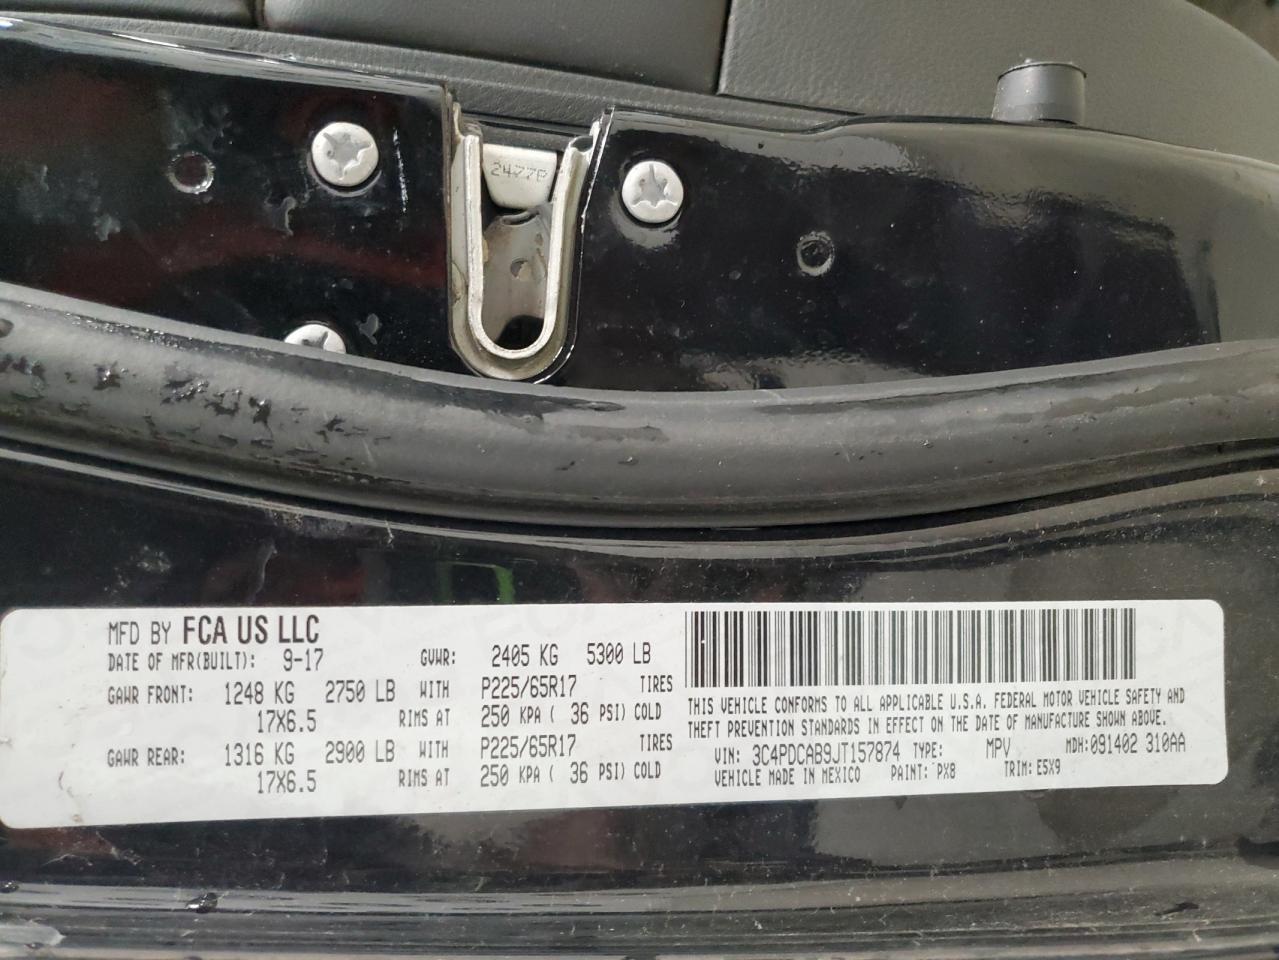 2477P
MFD BY FCA US LLC
DATE OF MFR(BUILT): 9-17 GVWR: 2405 KG 5300 LB
GAWR FRONT: 1248 KG 2750 LB WITH P225/65R17 TIRES
17X6.5 RIMS AT 250 KPA ( 36 PSI) COLD
GAWR REAR: 1316 KG 2900 LB WITH P225/65R17 TIRES
17X6.5 RIMS AT 250 KPA ( 36 PSI) COLD
THIS VEHICLE CONFORMS TO ALL APPLICABLE U.S.A. FEDERAL MOTOR VEHICLE SAFETY AND
THEFT PREVENTION STANDARDS IN EFFECT ON THE DATE OF MANUFACTURE SHOWN ABOVE.
VIN: 3C4PDCAB9JT157874 TYPE: MPV MDH: 091402 310AA
VEHICLE MADE IN MEXICO PAINT: PX8 TRIM: E5X9